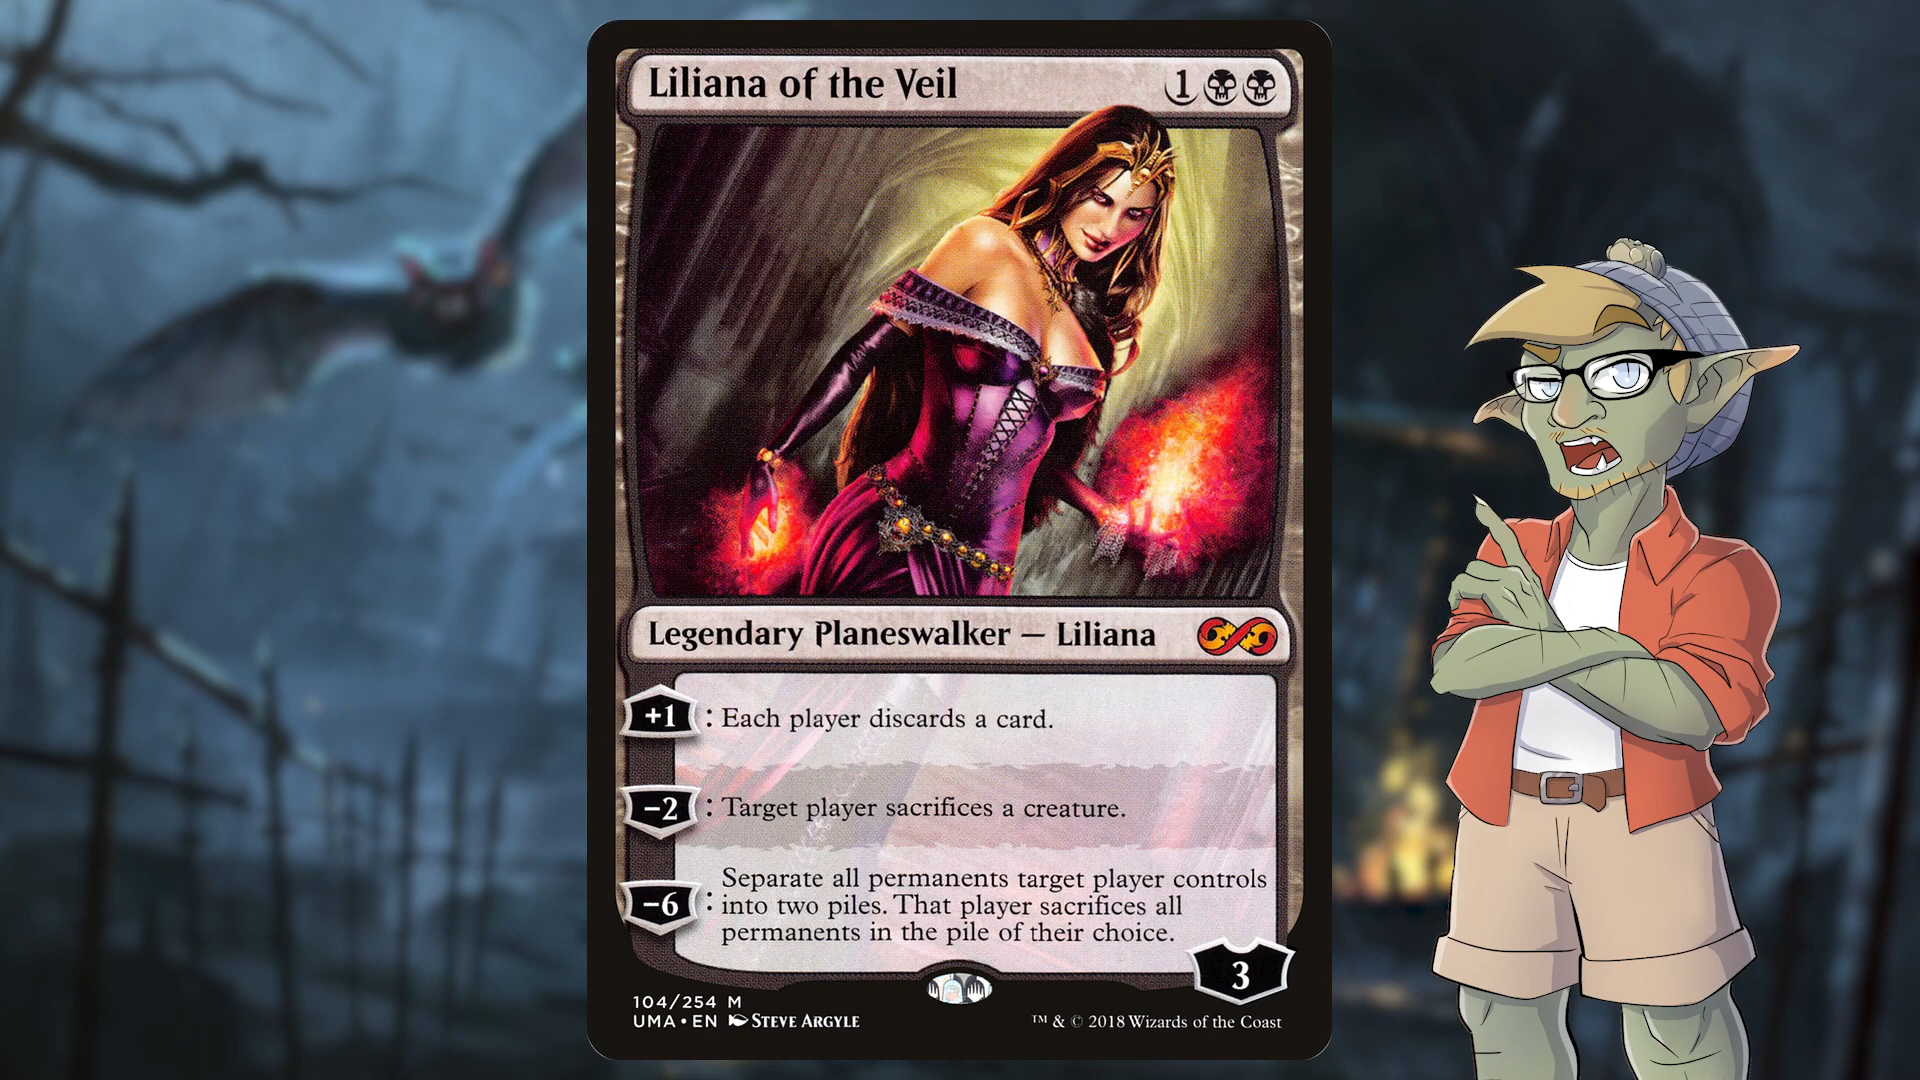 Liliana of the Veil 1
Legendary Planeswalker — Liliana
+1 : Each player discards a card.
−2 : Target player sacrifices a creature.
−6 : Separate all permanents target player controls
into two piles. That player sacrifices all
permanents in the pile of their choice.
3
104/254 M
UMA • EN STEVE ARGYLE
™ & © 2018 Wizards of the Coast